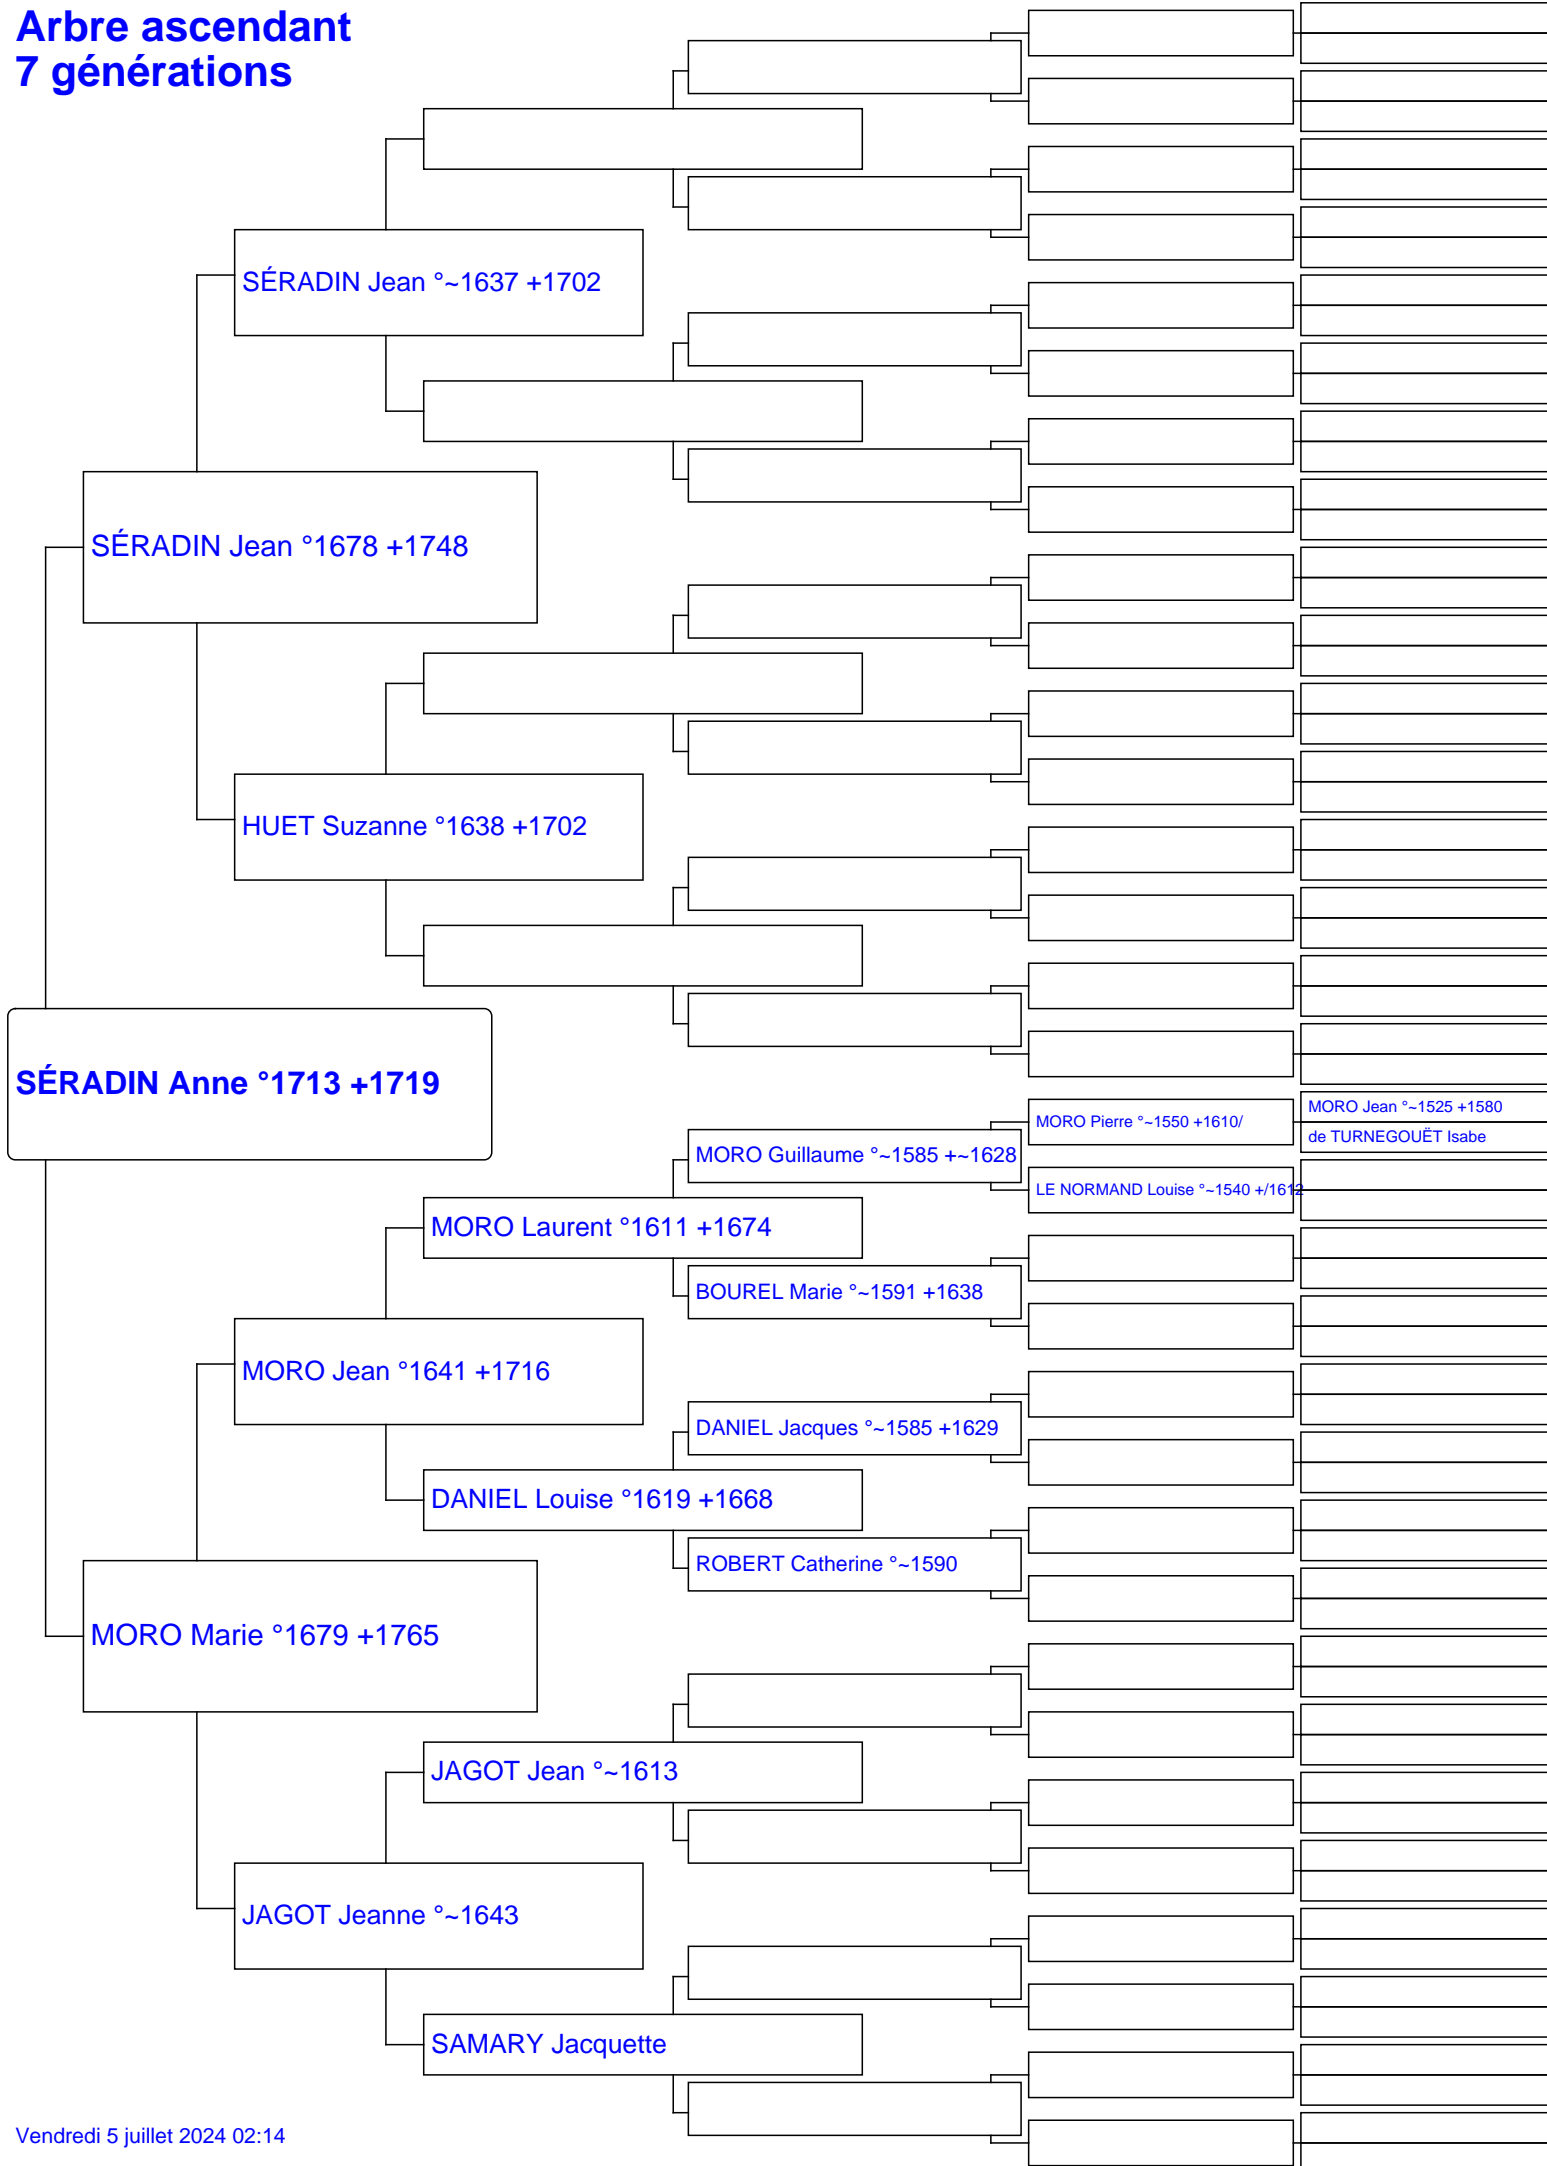 Arbre ascendant
7 générations
SÉRADIN Jean °~1637 +1702
SÉRADIN Jean °1678 +1748
HUET Suzanne °1638 +1702
SÉRADIN Anne °1713 +1719
MORO Jean °~1525 +1580
MORO Pierre °~1550 +1610/
de TURNEGOUËT Isabe
MORO Guillaume °~1585 +~1628
LE NORMAND Louise °~1540 +/1612
MORO Laurent °1611 +1674
BOUREL Marie °~1591 +1638
MORO Jean °1641 +1716
DANIEL Jacques °~1585 +1629
DANIEL Louise °1619 +1668
ROBERT Catherine °~1590
MORO Marie °1679 +1765
JAGOT Jean °~1613
JAGOT Jeanne °~1643
SAMARY Jacquette
Vendredi 5 juillet 2024 02:14